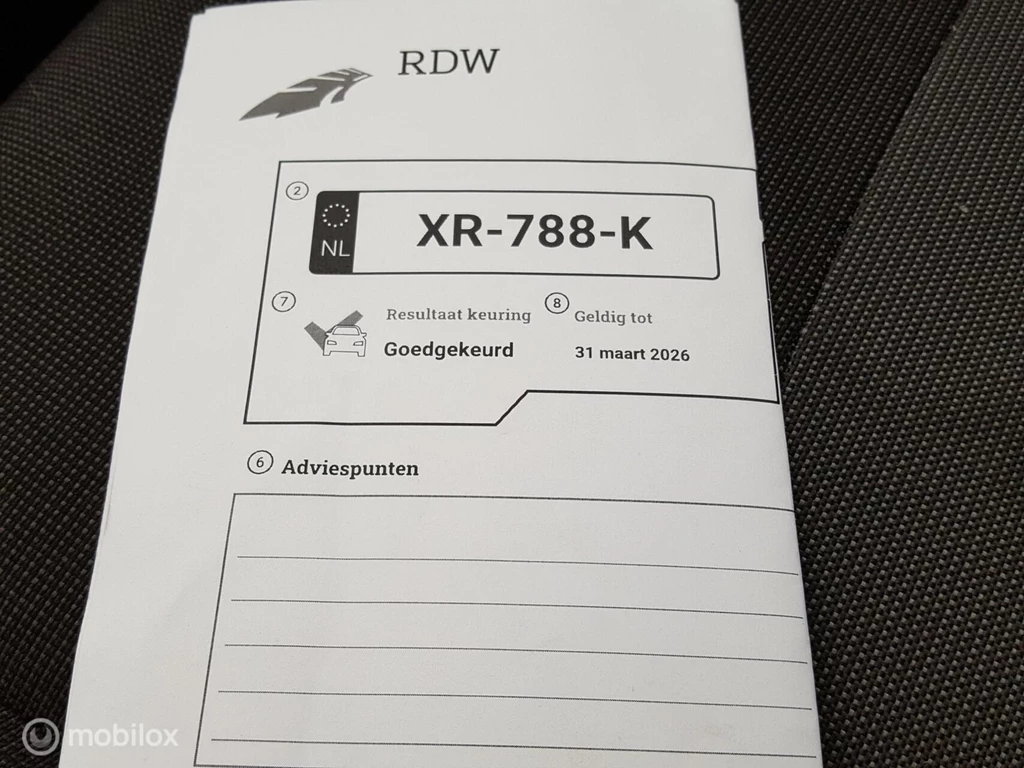 RDW
2
NL XR-788-K
7 Resultaat keuring 8 Geldig tot
Goedgekeurd 31 maart 2026
6 Adviespunten
mobilox